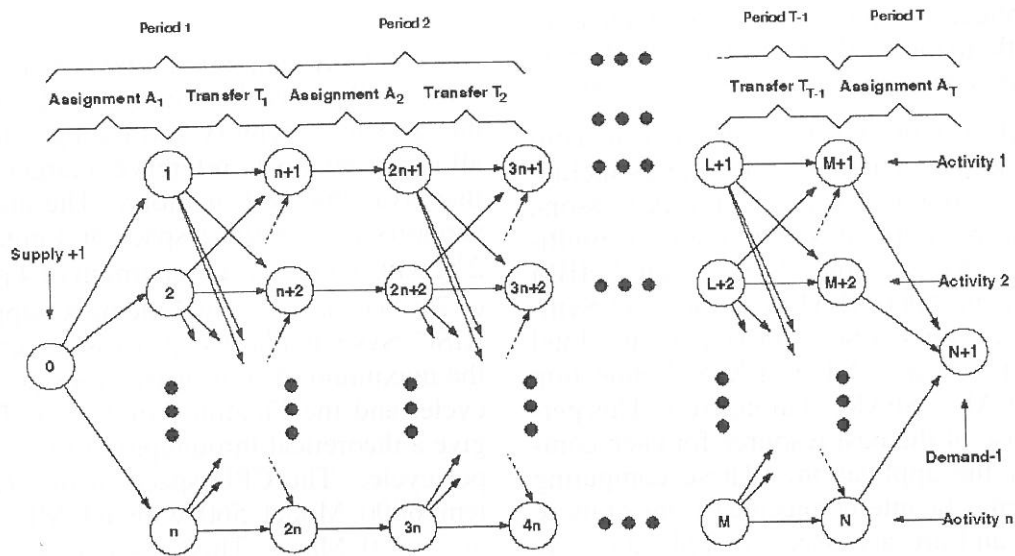 Period 1
Period 2
Period T-1
Period T
Assignment A1
Transfer T1
Assignment A2
Transfer T2
Transfer TT-1
Assignment AT
1
n+1
2n+1
3n+1
L+1
M+1
Activity 1
Supply +1
2
n+2
2n+2
3n+2
L+2
M+2
Activity 2
0
N+1
Demand-1
n
2n
3n
4n
M
N
Activity n